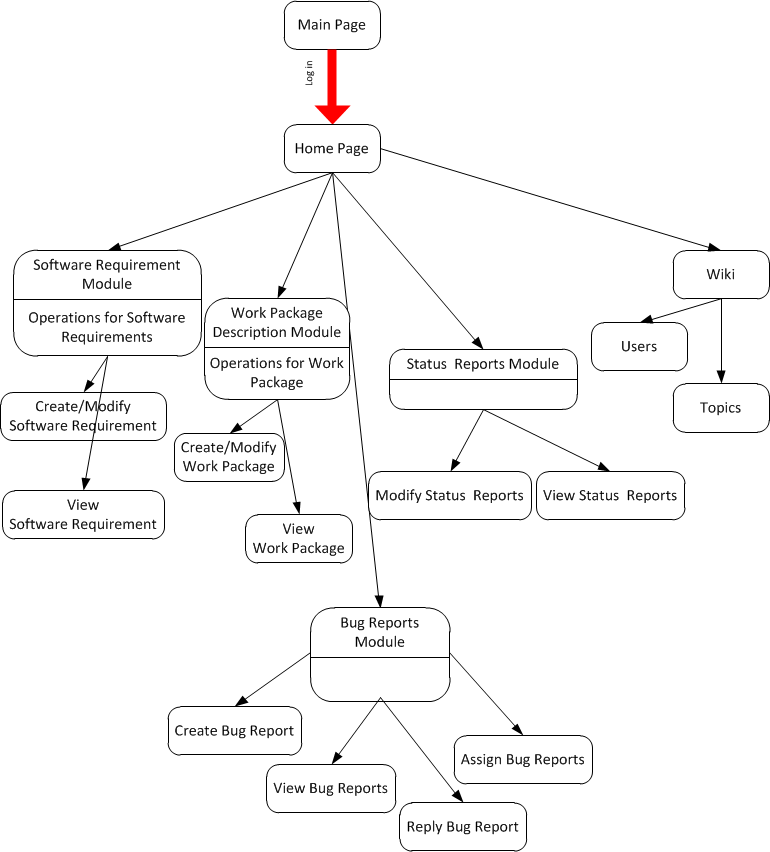 Main Page
Log in
Home Page
Software Requirement
Module
Operations for Software
Requirements
Create/Modify
Software Requirement
View
Software Requirement
Work Package
Description Module
Operations for Work
Package
Create/Modify
Work Package
View
Work Package
Status  Reports Module
Modify Status  Reports
View Status  Reports
Wiki
Users
Topics
Bug Reports
Module
Create Bug Report
View Bug Reports
Reply Bug Report
Assign Bug Reports